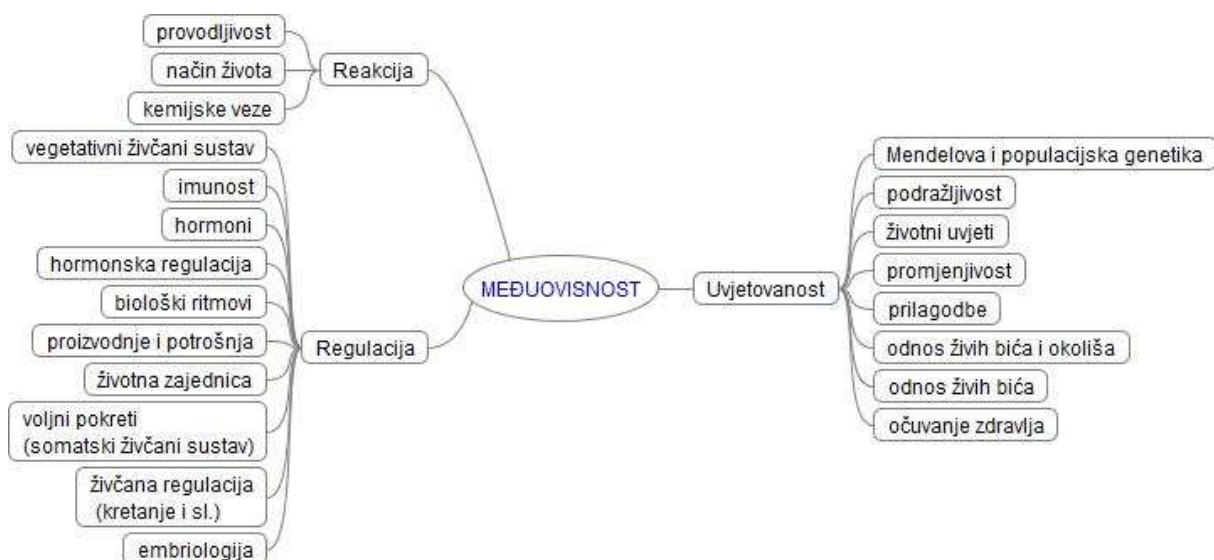 provodljivost
način života
kemijske veze
Reakcija
vegetativni živčani sustav
imunost
hormoni
hormonska regulacija
biološki ritmovi
proizvodnje i potrošnja
životna zajednica
voljni pokreti
(somatski živčani sustav)
živčana regulacija
(kretanje i sl.)
embriologija
Regulacija
MEĐUOVISNOST
Uvjetovanost
Mendelova i populacijska genetika
podražljivost
životni uvjeti
promjenjivost
prilagodbe
odnos živih bića i okoliša
odnos živih bića
očuvanje zdravlja